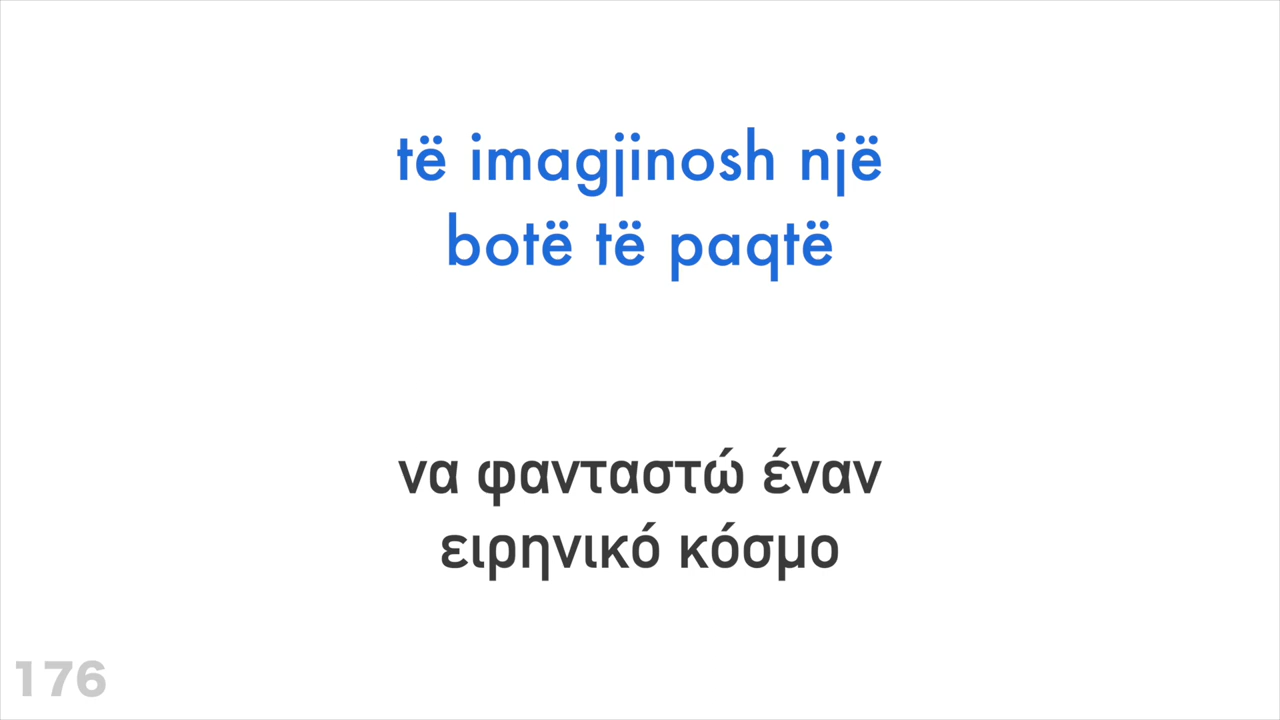 të imagjinosh një
botë të paqtë
να φανταστώ έναν
ειρηνικό κόσμο
176